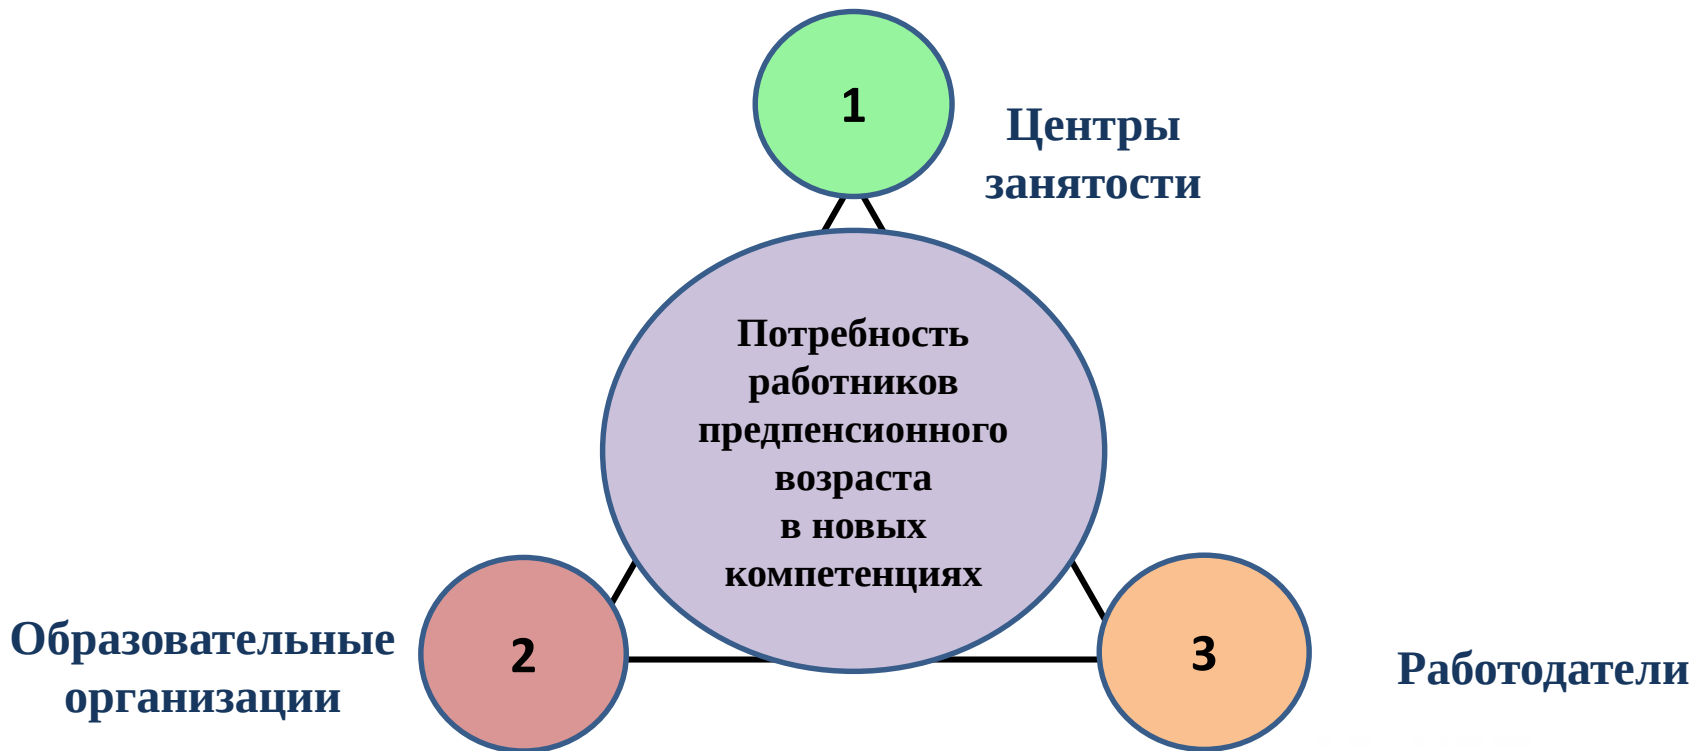 1
Центры
занятости
Потребность
работников
предпенсионного
возраста
в новых
компетенциях
Образовательные
организации
2
3
Работодатели